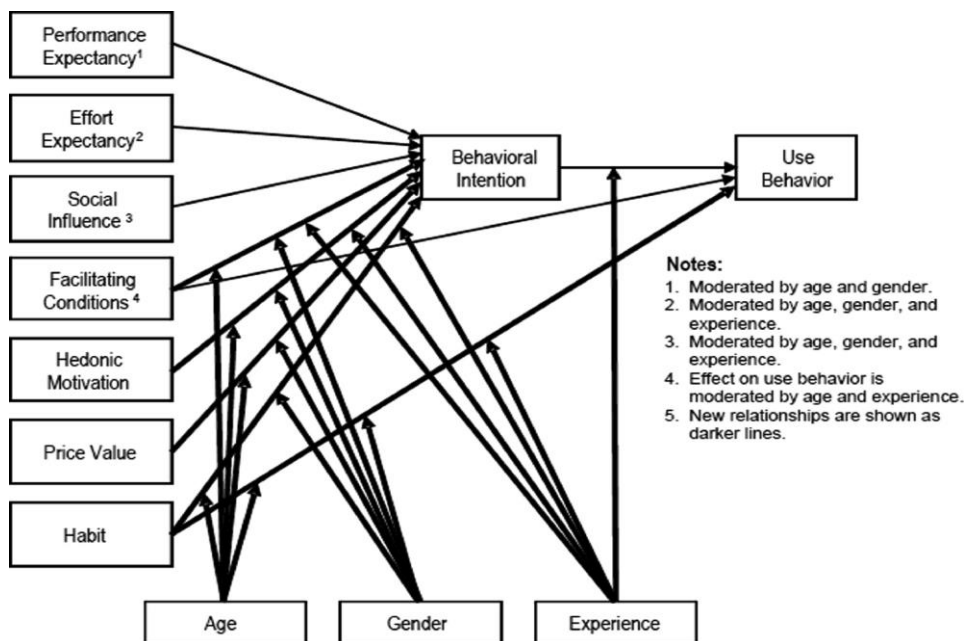 Performance
Expectancy1
Effort
Expectancy2
Behavioral
Intention
Use
Behavior
Social
Influence 3
Facilitating
Conditions 4
Hedonic
Motivation
Price Value
Habit
Notes:
1. Moderated by age and gender.
2. Moderated by age, gender, and
experience.
3. Moderated by age, gender, and
experience.
4. Effect on use behavior is
moderated by age and experience.
5. New relationships are shown as
darker lines.
Age
Gender
Experience